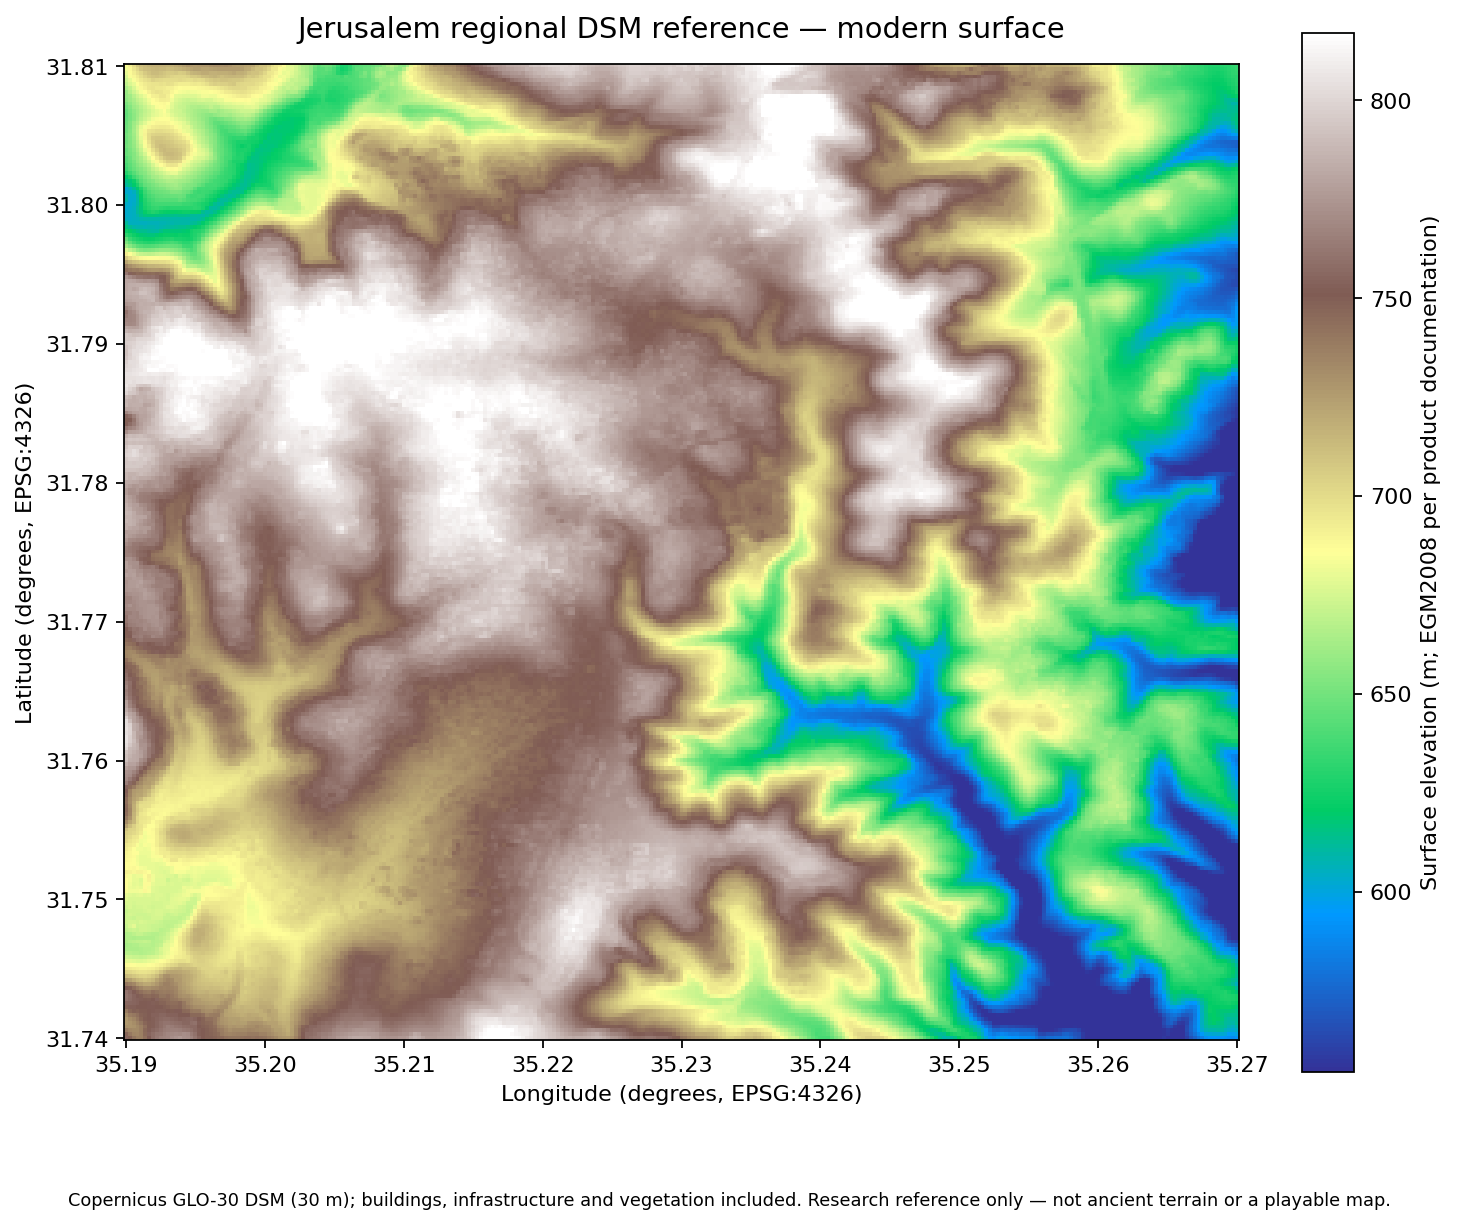 Jerusalem regional DSM reference — modern surface
31.81
31.80
31.79
31.78
31.77
31.76
31.75
31.74
Latitude (degrees, EPSG:4326)
35.19 35.20 35.21 35.22 35.23 35.24 35.25 35.26 35.27
Longitude (degrees, EPSG:4326)
800
750
700
650
600
Surface elevation (m; EGM2008 per product documentation)
Copernicus GLO-30 DSM (30 m); buildings, infrastructure and vegetation included. Research reference only — not ancient terrain or a playable map.